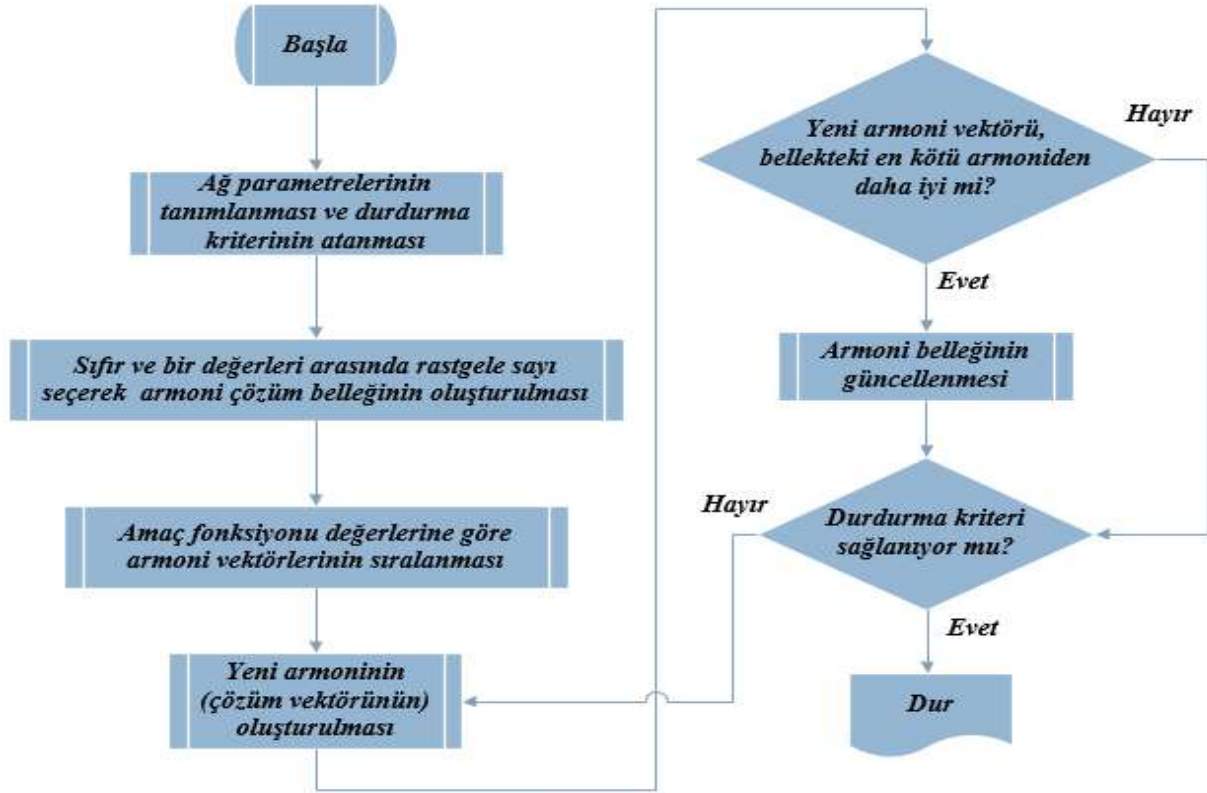 Başla
Ağ parametrelerinin
tanımlanması ve durdurma
kriterinin atanması
Sıfır ve bir değerleri arasında rastgele sayı
seçerek armoni çözüm belleğinin oluşturulması
Amaç fonksiyonu değerlerine göre
armoni vektörlerinin sıralanması
Yeni armoninin
(çözüm vektörünün)
oluşturulması
Yeni armoni vektörü,
bellekteki en kötü armoniden
daha iyi mi?
Hayır
Evet
Armoni belleğinin
güncellenmesi
Durdurma kriteri
sağlanıyor mu?
Hayır
Evet
Dur